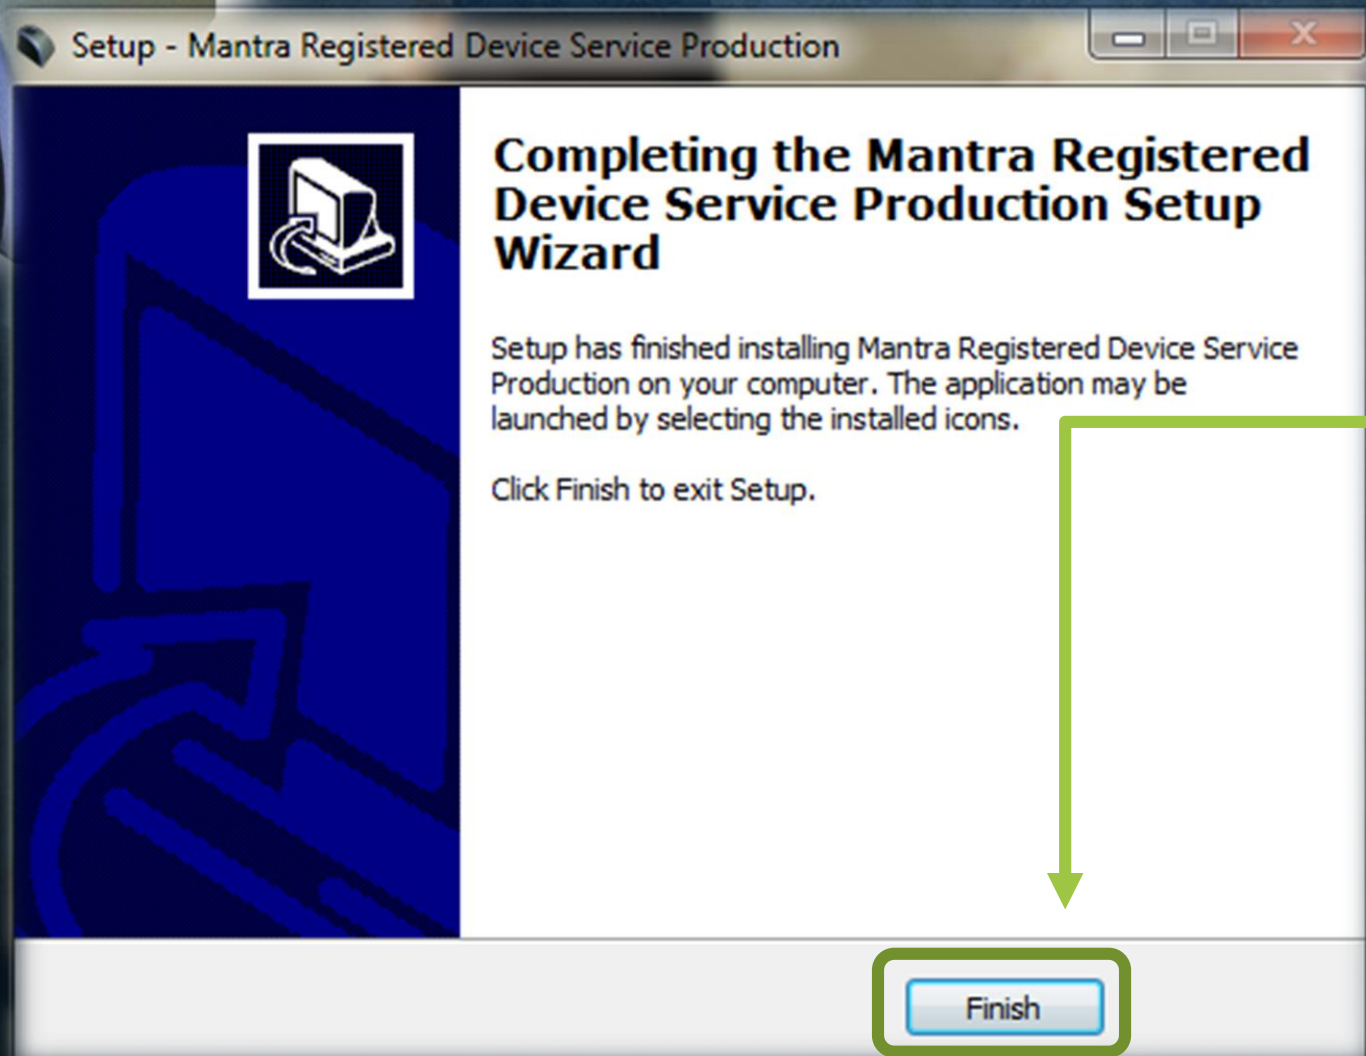 Setup - Mantra Registered Device Service Production
Completing the Mantra Registered
Device Service Production Setup
Wizard
Setup has finished installing Mantra Registered Device Service
Production on your computer. The application may be
launched by selecting the installed icons.
Click Finish to exit Setup.
Finish